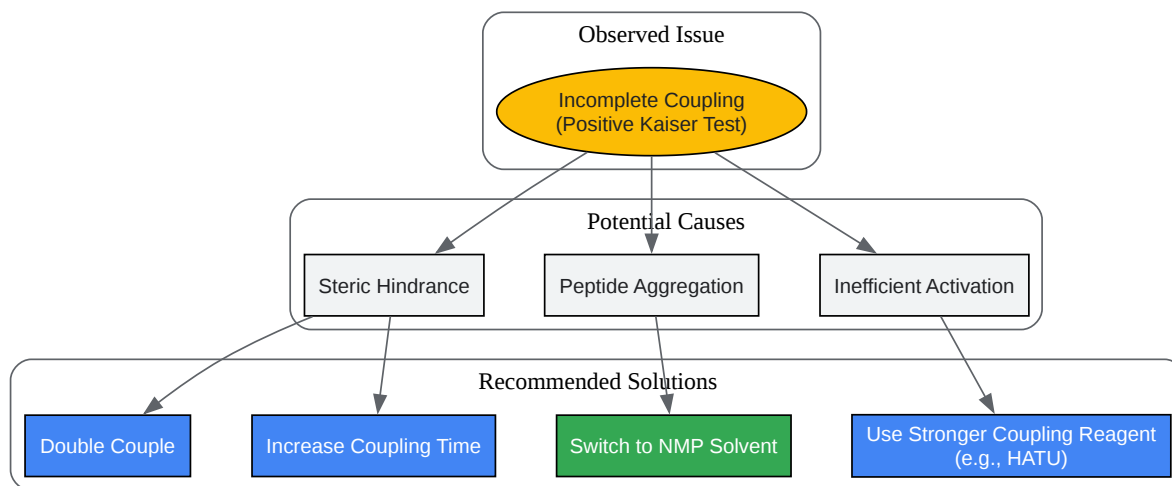 Observed Issue
Incomplete Coupling
(Positive Kaiser Test)
Potential Causes
Steric Hindrance
Peptide Aggregation
Inefficient Activation
Recommended Solutions
Double Couple
Increase Coupling Time
Switch to NMP Solvent
Use Stronger Coupling Reagent
(e.g., HATU)